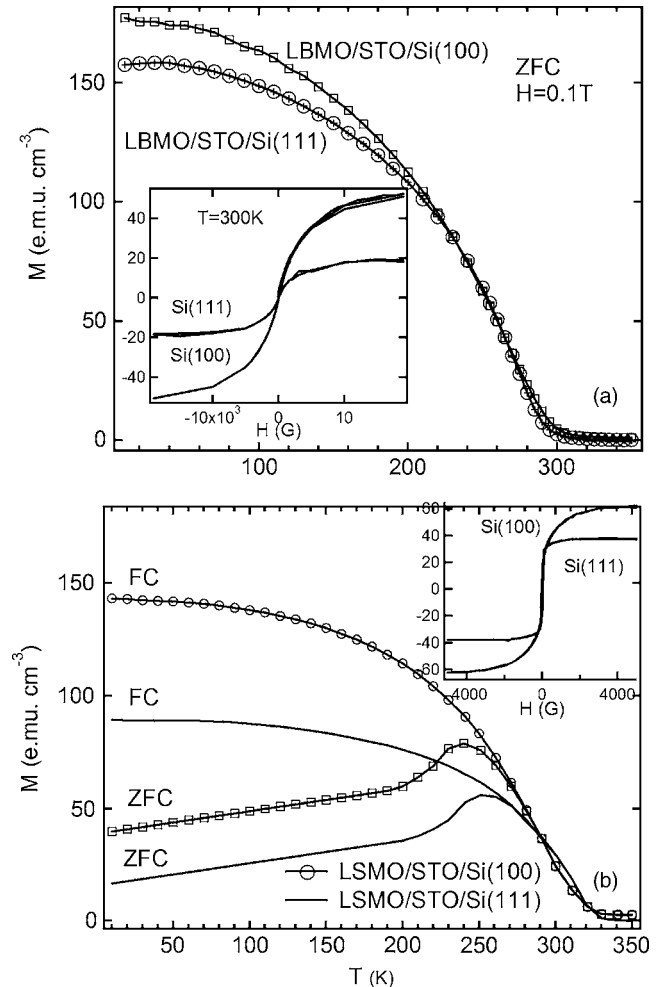 LBMO/STO/Si(100)
ZFC
H=0.1T
150
LBMO/STO/Si(111)
M (e.m.u. cm-3)
100
50
0
40
20
0
-20
-40
T=300K
Si(111)
Si(100)
-10x10³
0
10
H (G)
(a)
100
200
300
FC
150
M (e.mu. cm-3)
100
50
0
FC
ZFC
ZFC
60
40
20
0
-20
-40
-60
Si(100)
Si(111)
-4000
0
4000
H (G)
LSMO/STO/Si(100)
LSMO/STO/Si(111)
(b)
50
100
150
200
250
300
350
T (K)